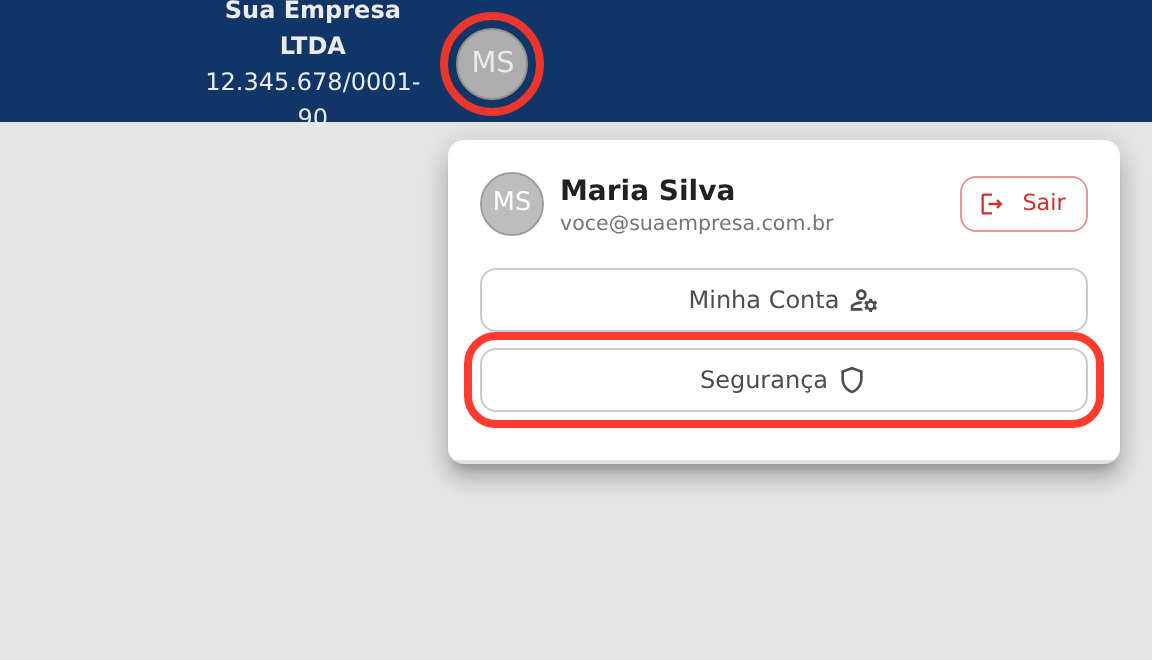 Sua Empresa
LTDA
12.345.678/0001-
90
MS
MS
Maria Silva
voce@suaempresa.com.br
Sair
Minha Conta
Segurança